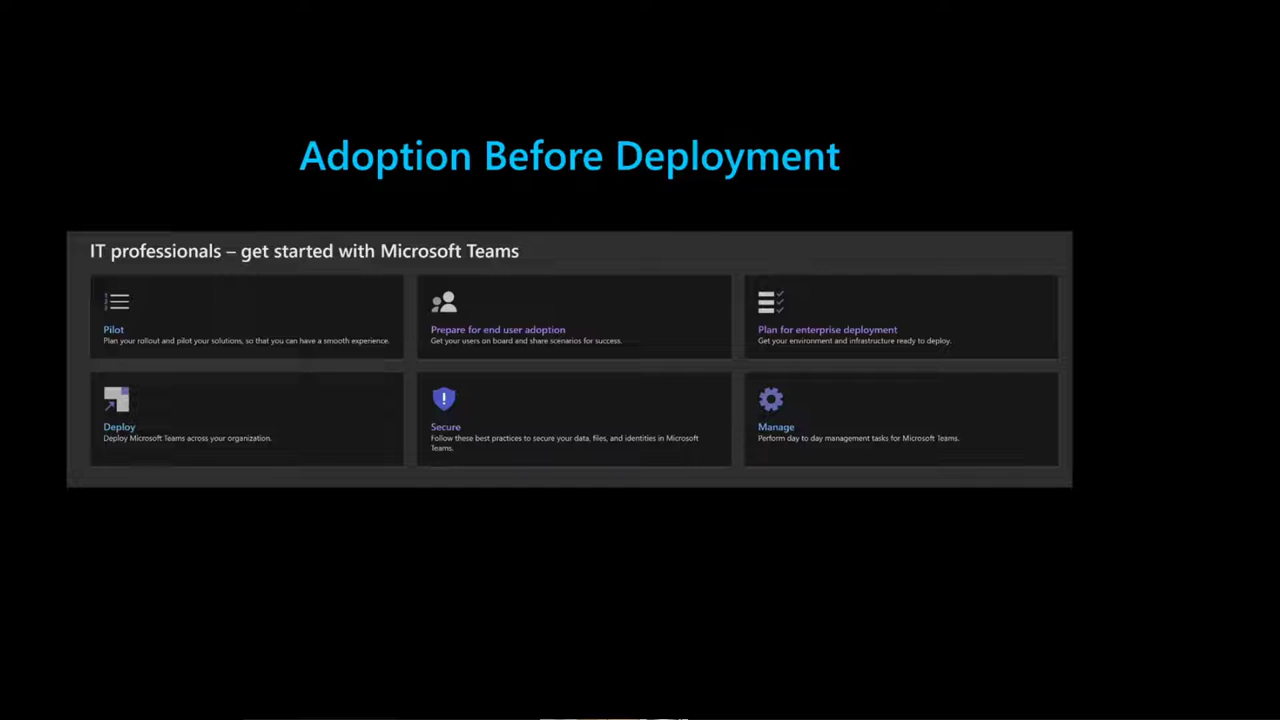 Adoption Before Deployment
IT professionals – get started with Microsoft Teams
Pilot
Plan your rollout and pilot your solutions, so that you can have a smooth experience.
Prepare for end user adoption
Get your users on board and share scenarios for success.
Plan for enterprise deployment
Get your environment and infrastructure ready to deploy.
Deploy
Deploy Microsoft Teams across your organization.
Secure
Follow these best practices to secure your data, files, and identities in Microsoft
Teams.
Manage
Perform day to day management tasks for Microsoft Teams.